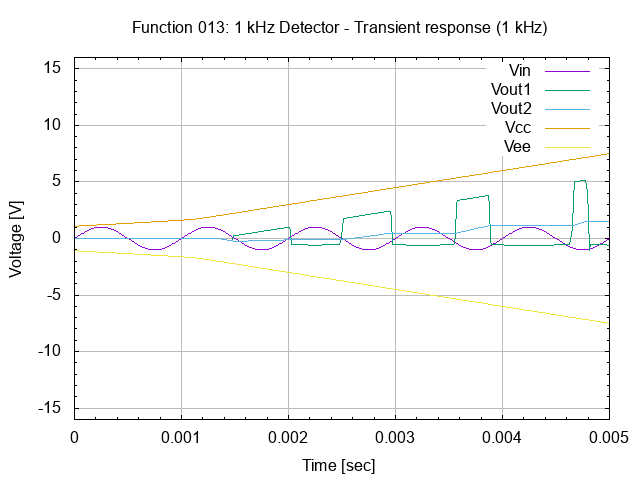 Function 013: 1 kHz Detector - Transient response (1 kHz)
Vin
Vout1
Vout2
Vcc
Vee
15
10
5
0
-5
-10
-15
Voltage [V]
0 0.001 0.002 0.003 0.004 0.005
Time [sec]